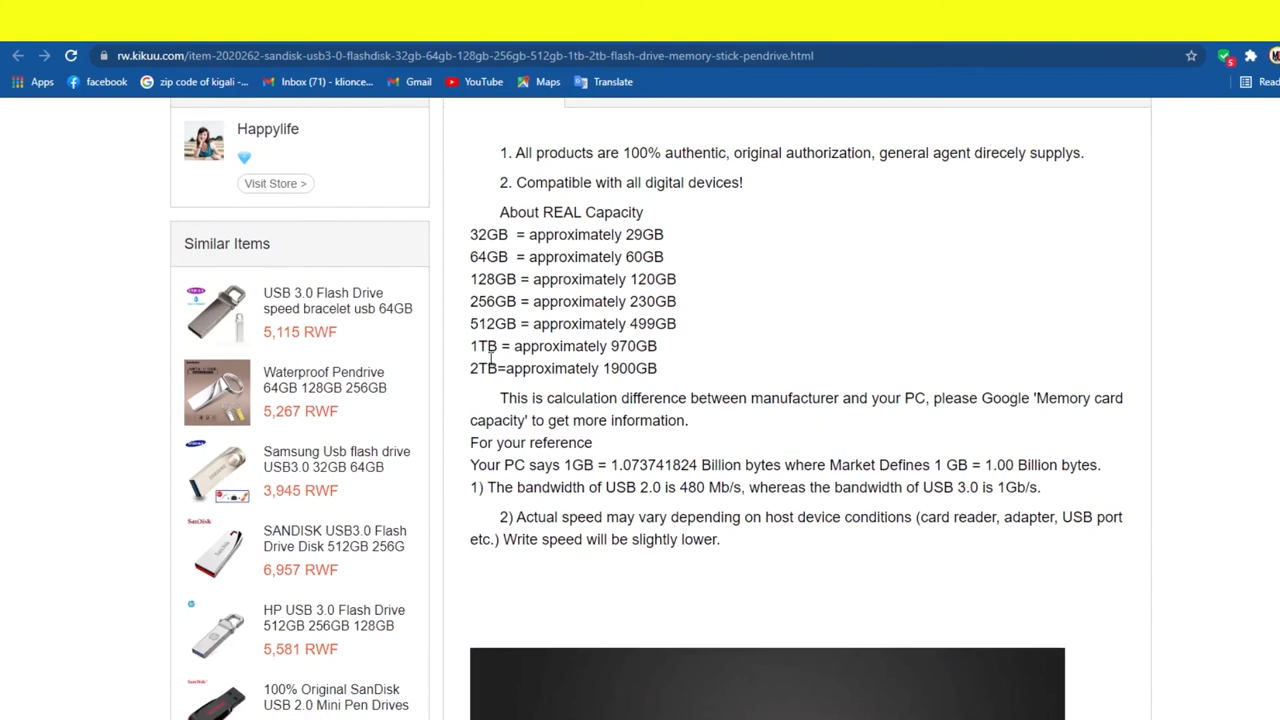 rw.kikuu.com/item-2020262-sandisk-usb3-0-flashdisk-32gb-64gb-128gb-256gb-512gb-1tb-2tb-flash-drive-memory-stick-pendrive.html
5
Apps
facebook
zip code of kigali -...
Inbox (71) - klionce...
Gmail
YouTube
Maps
Translate
Happylife
Visit Store >
Similar Items
USB 3.0 Flash Drive
speed bracelet usb 64GB
5,115 RWF
Waterproof Pendrive
64GB 128GB 256GB
5,267 RWF
Samsung Usb flash drive
USB3.0 32GB 64GB
3,945 RWF
SanDisk
SANDISK USB3.0 Flash
Drive Disk 512GB 256G
6,957 RWF
HP USB 3.0 Flash Drive
512GB 256GB 128GB
5,581 RWF
SanDisk
100% Original SanDisk
USB 2.0 Mini Pen Drives
1. All products are 100% authentic, original authorization, general agent direcely supplys.
2. Compatible with all digital devices!
About REAL Capacity
32GB = approximately 29GB
64GB = approximately 60GB
128GB = approximately 120GB
256GB = approximately 230GB
512GB = approximately 499GB
1TB = approximately 970GB
2TB=approximately 1900GB
This is calculation difference between manufacturer and your PC, please Google 'Memory card
capacity' to get more information.
For your reference
Your PC says 1GB = 1.073741824 Billion bytes where Market Defines 1 GB = 1.00 Billion bytes.
1) The bandwidth of USB 2.0 is 480 Mb/s, whereas the bandwidth of USB 3.0 is 1Gb/s.
2) Actual speed may vary depending on host device conditions (card reader, adapter, USB port
etc.) Write speed will be slightly lower.